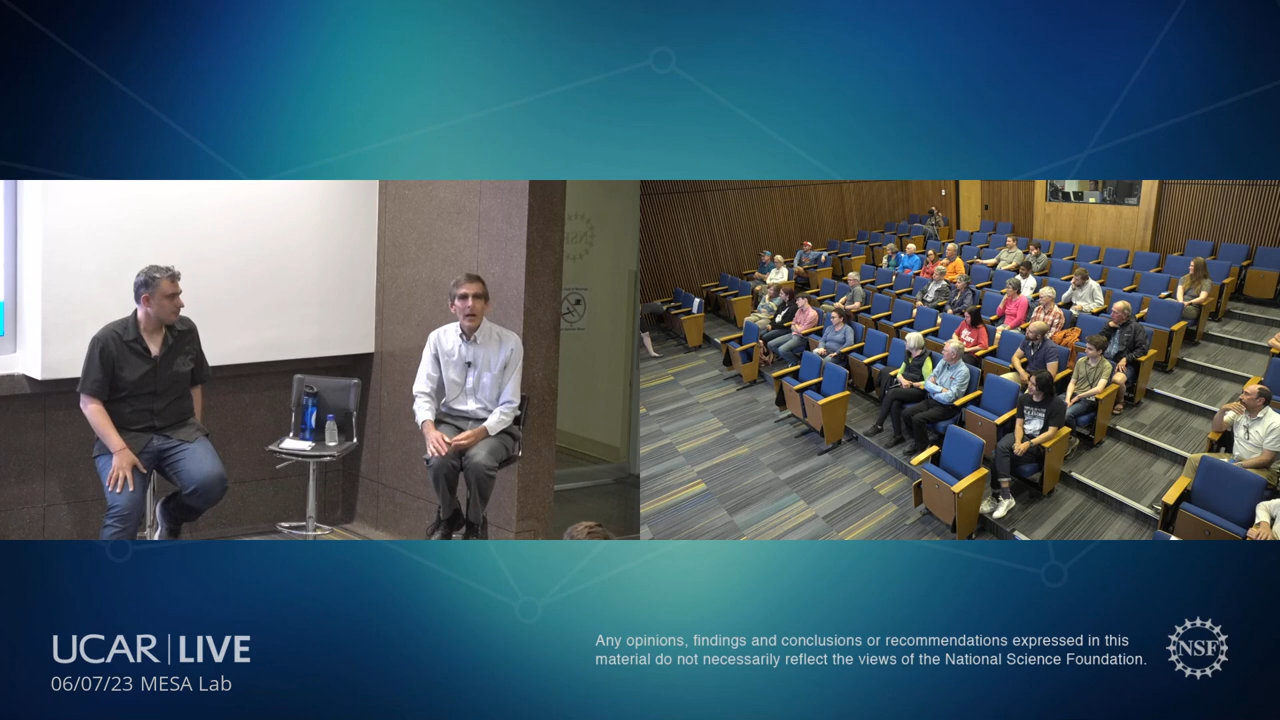 NSF
UCAR | LIVE
06/07/23 MESA Lab
Any opinions, findings and conclusions or recommendations expressed in this
material do not necessarily reflect the views of the National Science Foundation.
NSF